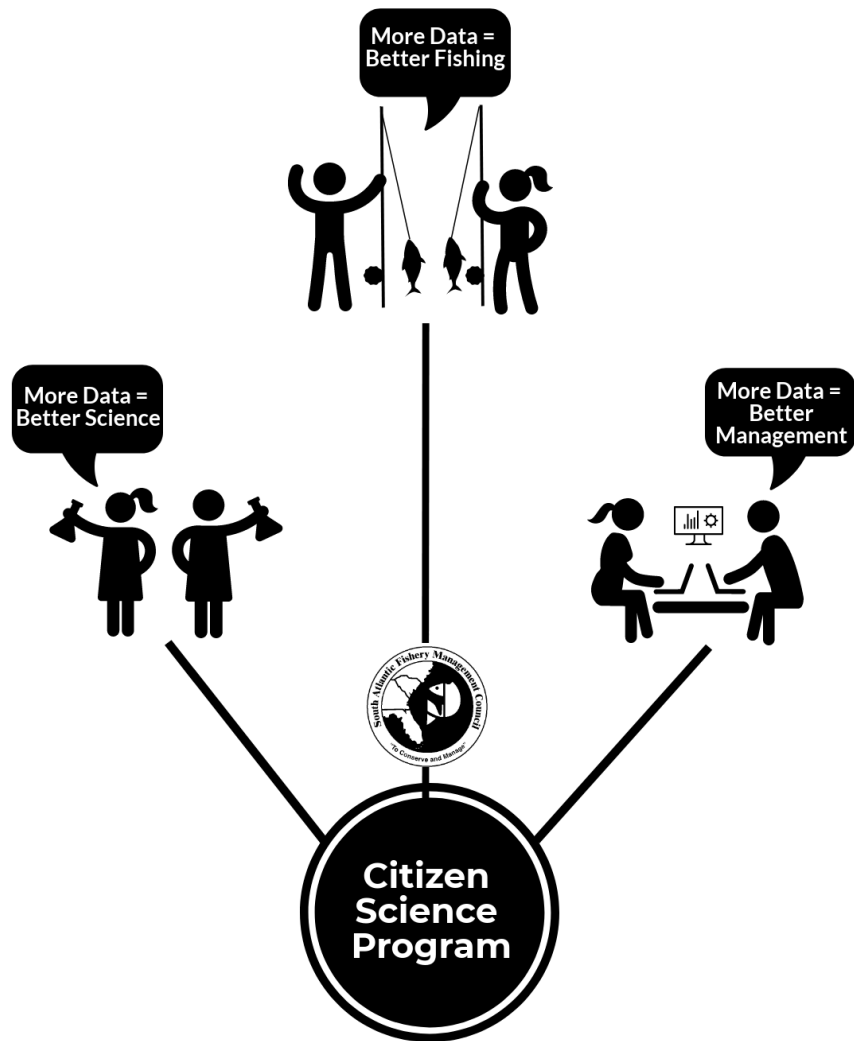 More Data =
Better Fishing
More Data =
Better Science
More Data =
Better
Management
South Atlantic Fishery Management Council
"To Conserve and Manage"
Citizen
Science
Program